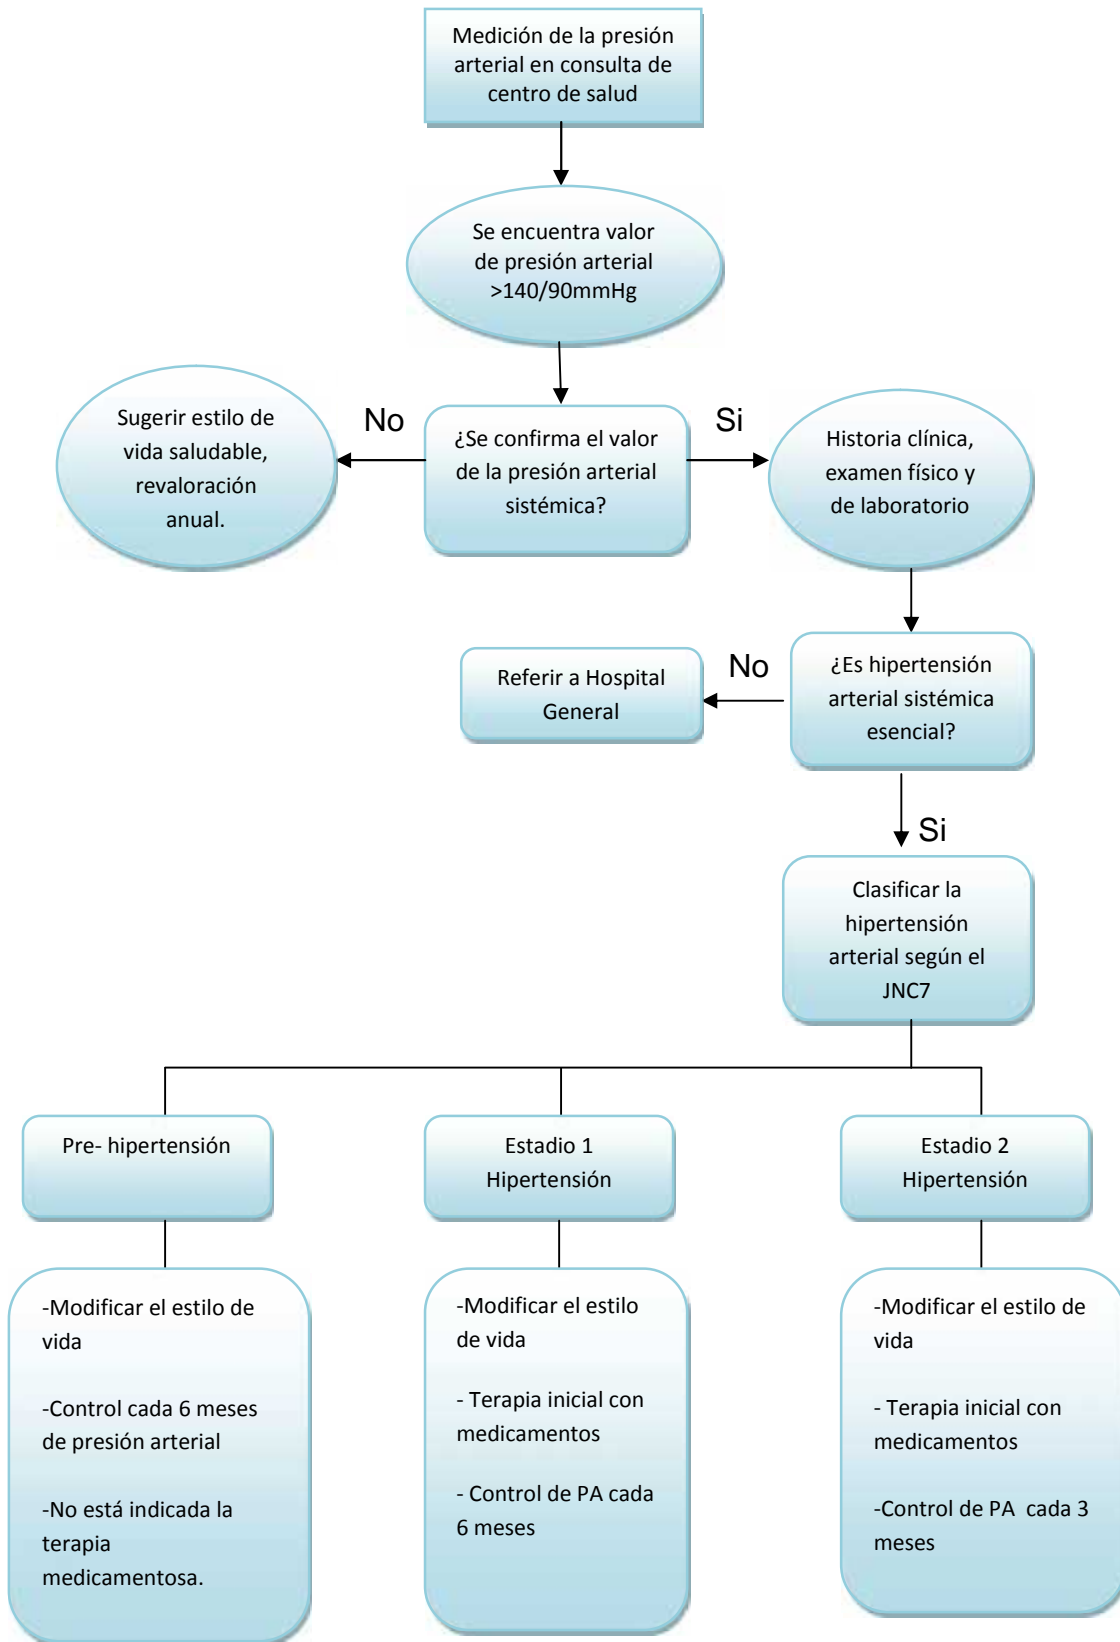 Medición de la presión
arterial en consulta de
centro de salud
Se encuentra valor
de presión arterial
>140/90mmHg
No
Si
Sugerir estilo de
vida saludable,
revaloración
anual.
¿Se confirma el valor
de la presión arterial
sistémica?
Historia clínica,
examen físico y
de laboratorio
Referir a Hospital
General
No
¿Es hipertensión
arterial sistémica
esencial?
Si
Clasificar la
hipertensión
arterial según el
JNC7
Pre- hipertensión
Estadio 1
Hipertensión
Estadio 2
Hipertensión
-Modificar el estilo de
vida
-Control cada 6 meses
de presión arterial
-No está indicada la
terapia
medicamentosa.
-Modificar el estilo
de vida
- Terapia inicial con
medicamentos
- Control de PA cada
6 meses
-Modificar el estilo de
vida
- Terapia inicial con
medicamentos
-Control de PA  cada 3
meses